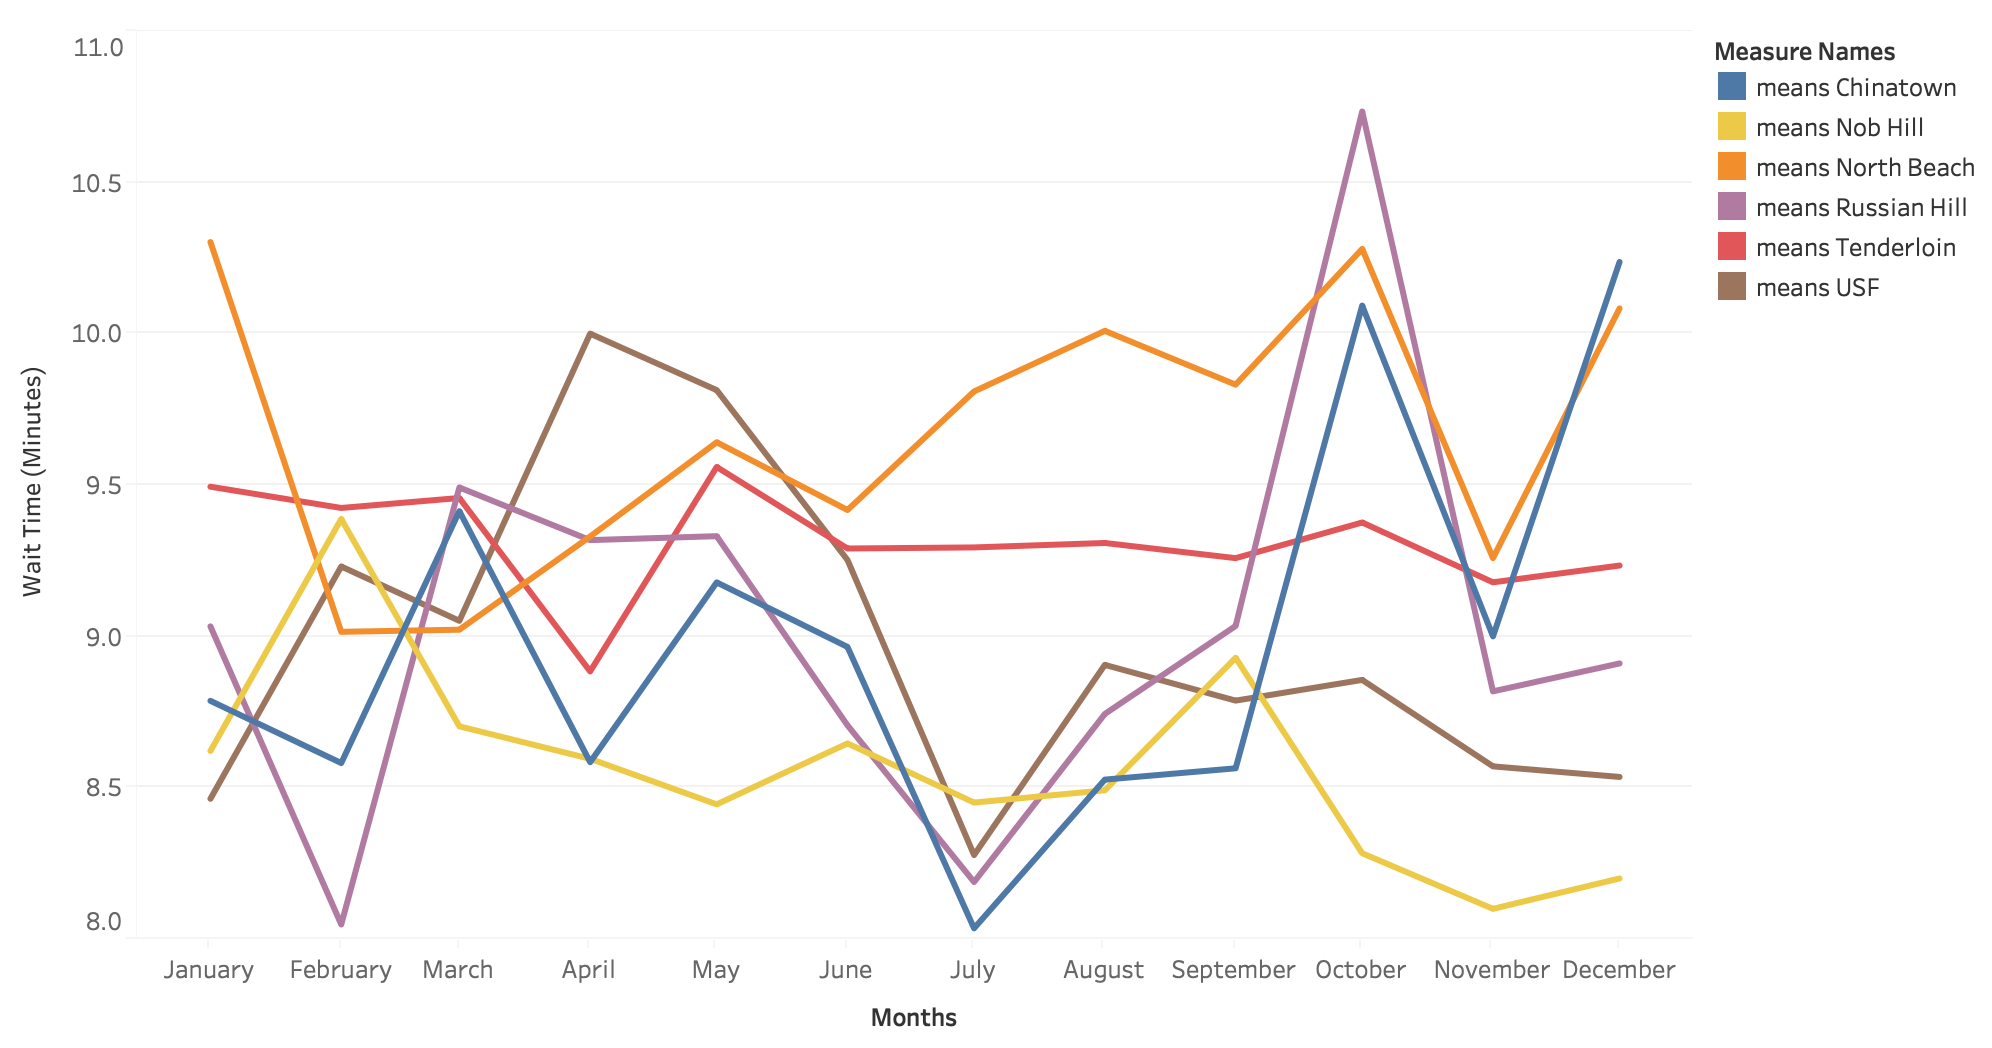 11.0
10.5
10.0
9.5
9.0
8.5
8.0
Wait Time (Minutes)
January February March April May June July August September October November December
Months
Measure Names
means Chinatown
means Nob Hill
means North Beach
means Russian Hill
means Tenderloin
means USF